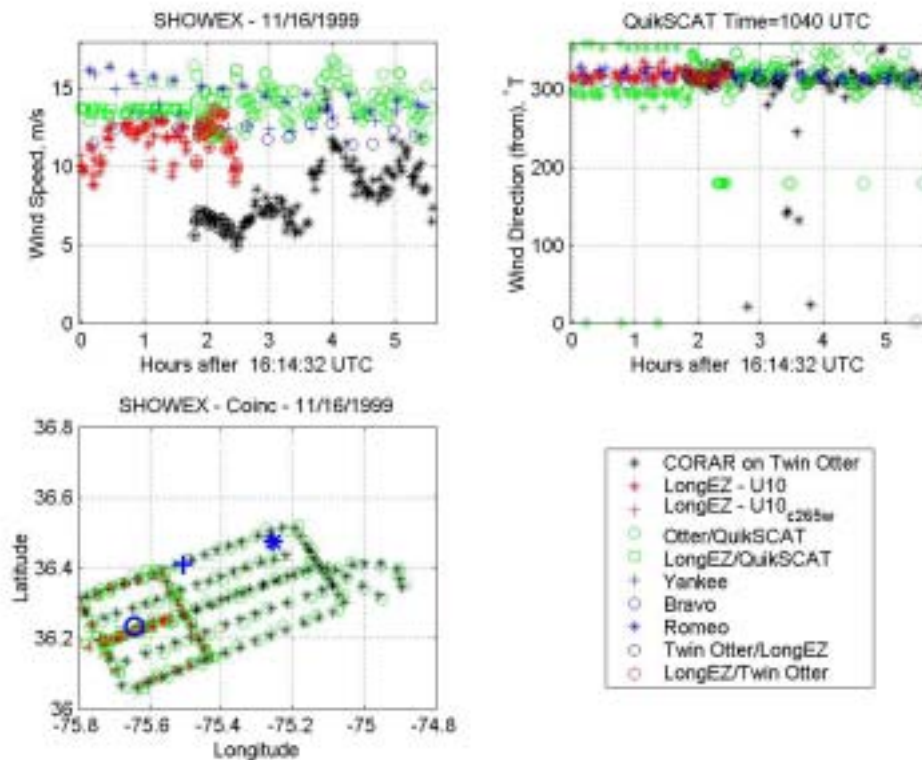 SHOWEX - 11/16/1999
15
10
5
0
Wind Speed, m/s
0 1 2 3 4 5
Hours after 16:14:32 UTC
QuikSCAT Time=1040 UTC
300
200
100
0
Wind Direction (from), °T
0 1 2 3 4 5
Hours after 16:14:32 UTC
SHOWEX - Coinc - 11/16/1999
36.8
36.6
36.4
36.2
36
Latitude
-75.8 -75.6 -75.4 -75.2 -75 -74.8
Longitude
CORAR on Twin Otter
LongEZ - U10
LongEZ - U10c265w
Otter/QuikSCAT
LongEZ/QuikSCAT
Yankee
Bravo
Romeo
Twin Otter/LongEZ
LongEZ/Twin Otter